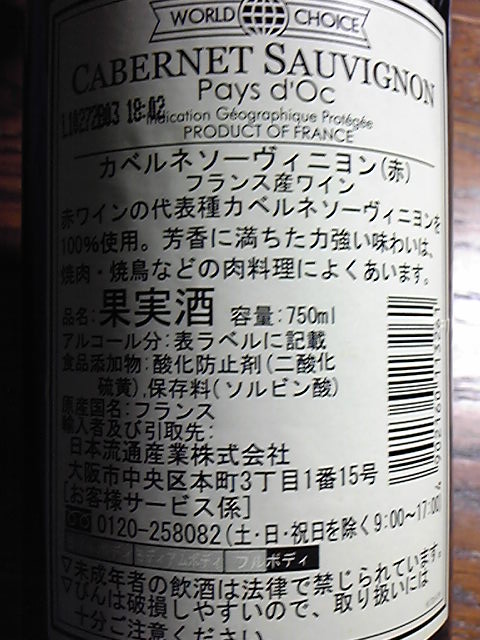 WORLD CHOICE
CABERNET SAUVIGNON
Pays d'Oc
Indication Géographique Protégée
PRODUCT OF FRANCE
カベルネソーヴィニヨン(赤)
フランス産ワイン
赤ワインの代表種カベルネソーヴィニヨンを
100%使用。芳香に満ちた力強い味わいは、
焼肉・焼鳥などの肉料理によくあいます。
品名:果実酒 容量:750ml
アルコール分:表ラベルに記載
食品添加物:酸化防止剤(二酸化
硫黄),保存料(ソルビン酸)
原産国名:フランス
輸入者及び引取先:
日本流通産業株式会社
大阪市中央区本町3丁目1番15号
[お客様サービス係]
0120-258082(土・日・祝日を除く9:00~17:00)
ミディアムボディ フルボディ
▽未成年者の飲酒は法律で禁じられています。
▽びんは破損しやすいので、取り扱いには
十分ご注意ください